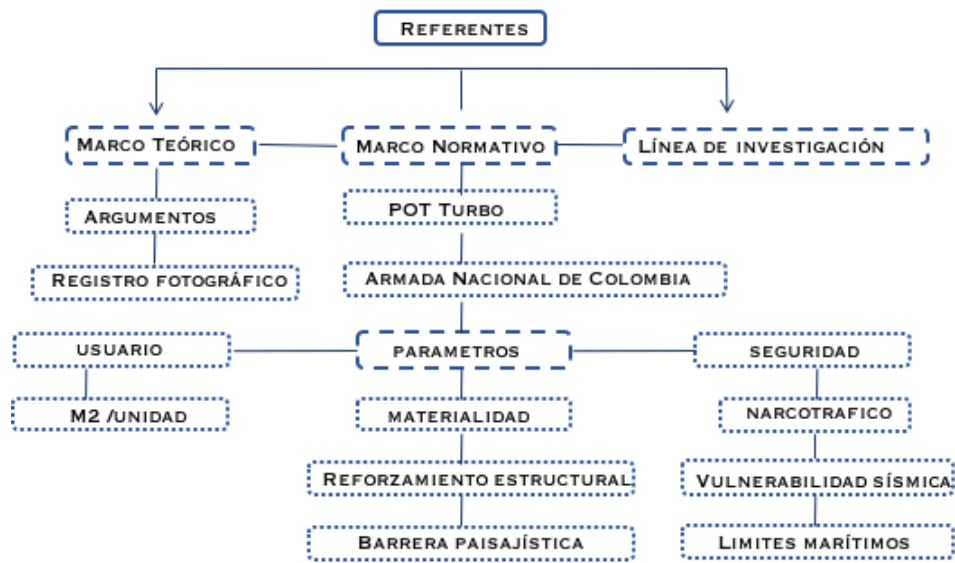 REFERENTES
MARCO TEÓRICO
MARCO NORMATIVO
LÍNEA DE INVESTIGACIÓN
ARGUMENTOS
POT TURBO
REGISTRO FOTOGRÁFICO
ARMADA NACIONAL DE COLOMBIA
USUARIO
PARAMETROS
SEGURIDAD
M2 /UNIDAD
MATERIALIDAD
NARCOTRAFICO
REFORZAMIENTO ESTRUCTURAL
VULNERABILIDAD SÍSMICA
BARRERA PAISAJÍSTICA
LIMITES MARÍTIMOS